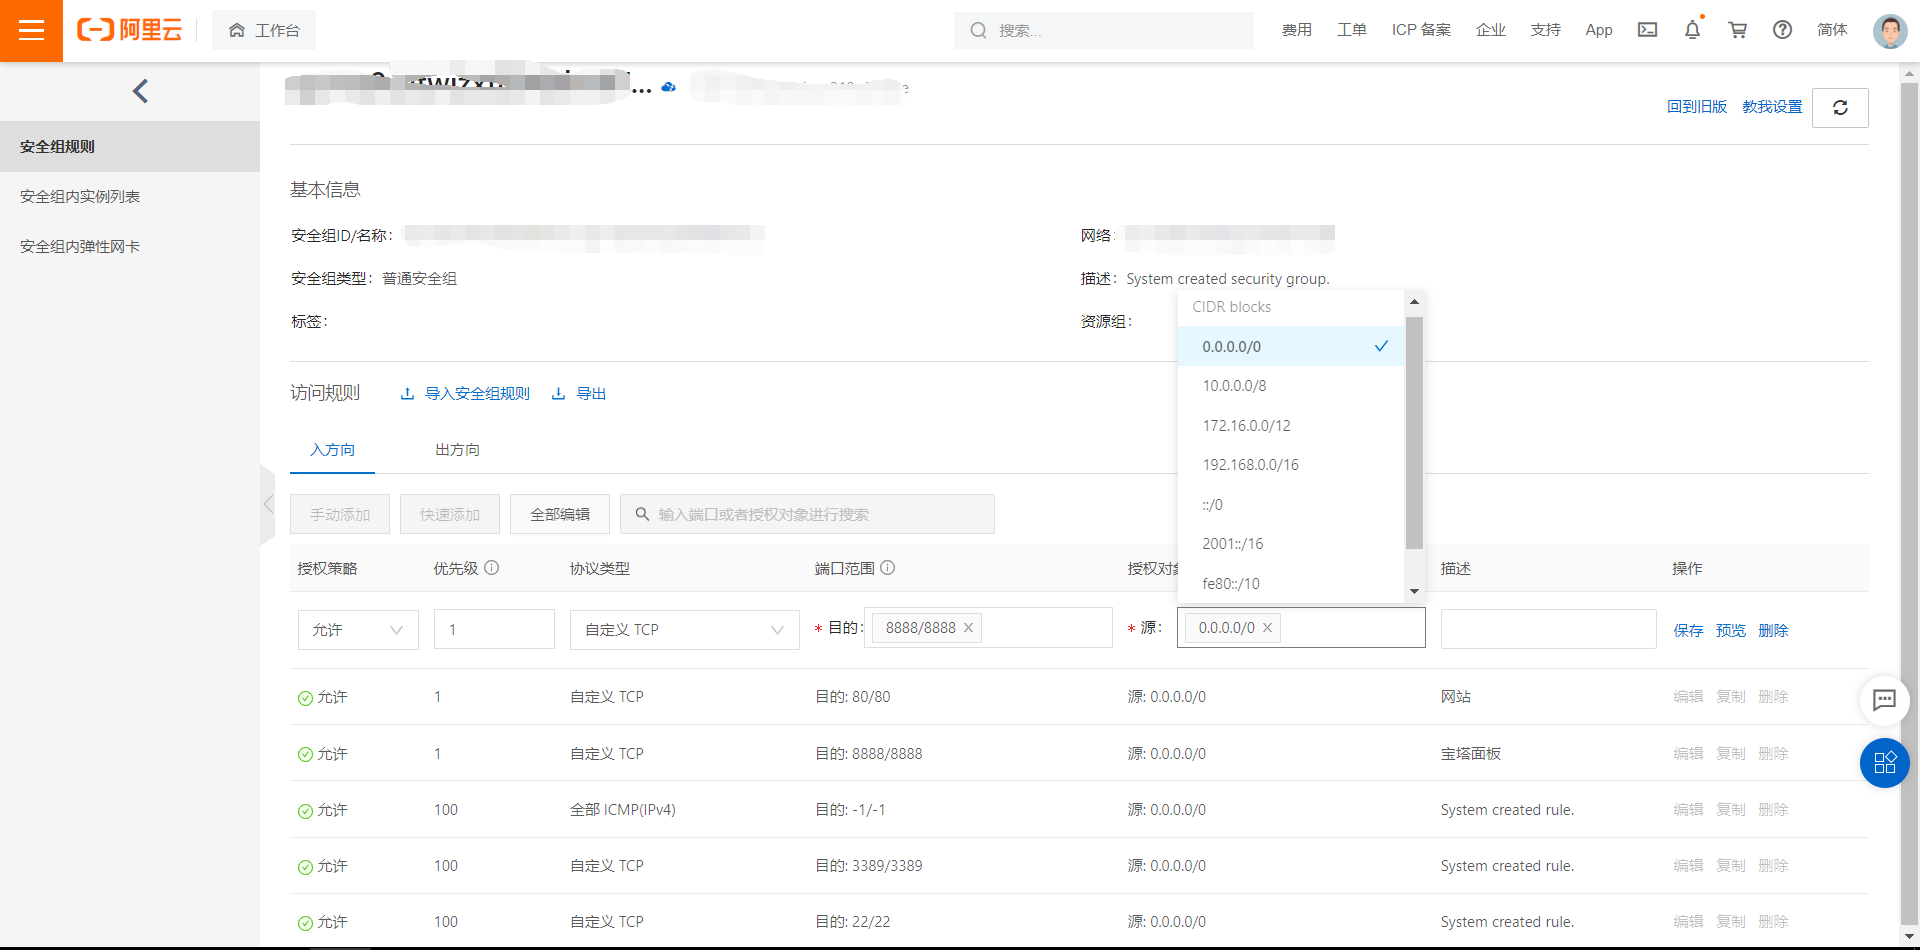 阿里云
工作台
搜索...
费用
工单
ICP 备案
企业
支持
App
简体
...
回到旧版
教我设置
安全组规则
安全组内实例列表
安全组内弹性网卡
基本信息
安全组ID/名称:
网络:
安全组类型: 普通安全组
描述: System created security group.
标签:
资源组:
CIDR blocks
0.0.0.0/0
10.0.0.0/8
172.16.0.0/12
192.168.0.0/16
::/0
2001::/16
fe80::/10
访问规则
导入安全组规则
导出
入方向
出方向
手动添加
快速添加
全部编辑
输入端口或者授权对象进行搜索
授权策略 优先级 协议类型 端口范围 授权对 描述 操作
允许 1 自定义 TCP * 目的: 8888/8888 * 源: 0.0.0.0/0 保存 预览 删除
允许 1 自定义 TCP 目的: 80/80 源: 0.0.0.0/0 网站 编辑 复制 删除
允许 1 自定义 TCP 目的: 8888/8888 源: 0.0.0.0/0 宝塔面板 编辑 复制 删除
允许 100 全部 ICMP(IPv4) 目的: -1/-1 源: 0.0.0.0/0 System created rule. 编辑 复制 删除
允许 100 自定义 TCP 目的: 3389/3389 源: 0.0.0.0/0 System created rule. 编辑 复制 删除
允许 100 自定义 TCP 目的: 22/22 源: 0.0.0.0/0 System created rule. 编辑 复制 删除